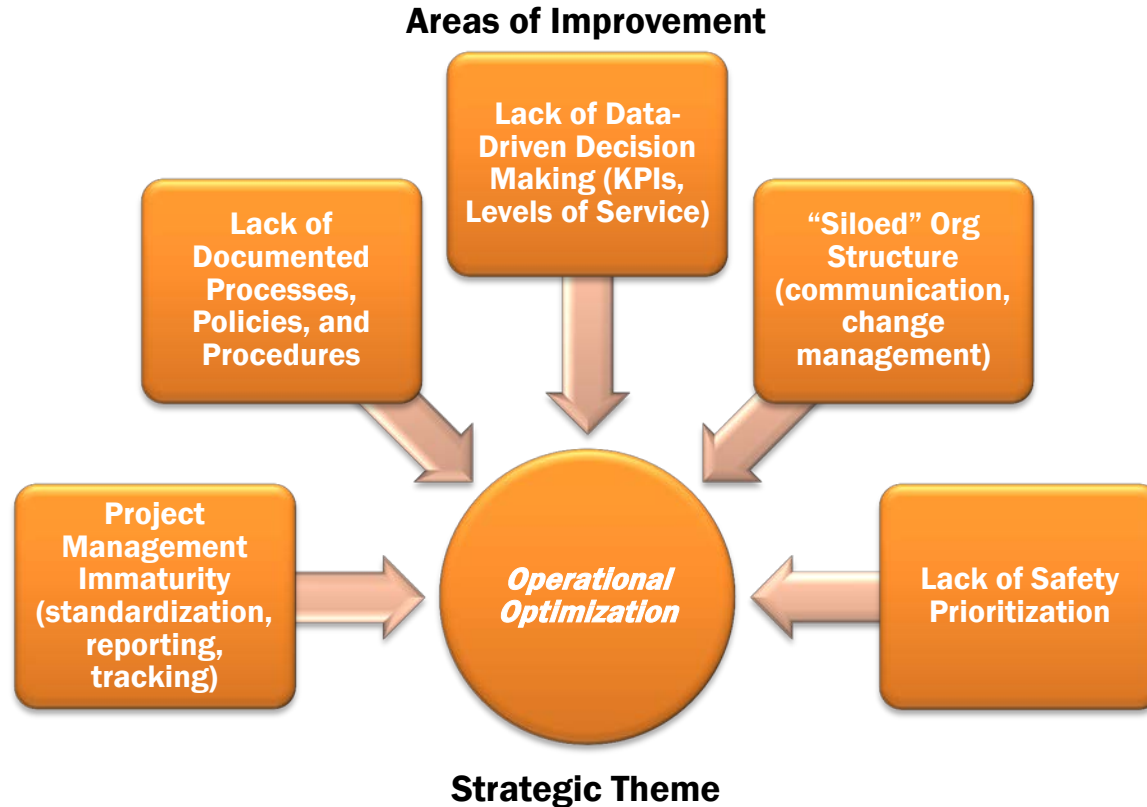 Areas of Improvement
Lack of Data-
Driven Decision
Making (KPIs,
Levels of Service)
Lack of
Documented
Processes,
Policies, and
Procedures
“Siloed” Org
Structure
(communication,
change
management)
Project
Management
Immaturity
(standardization,
reporting,
tracking)
Operational
Optimization
Lack of Safety
Prioritization
Strategic Theme